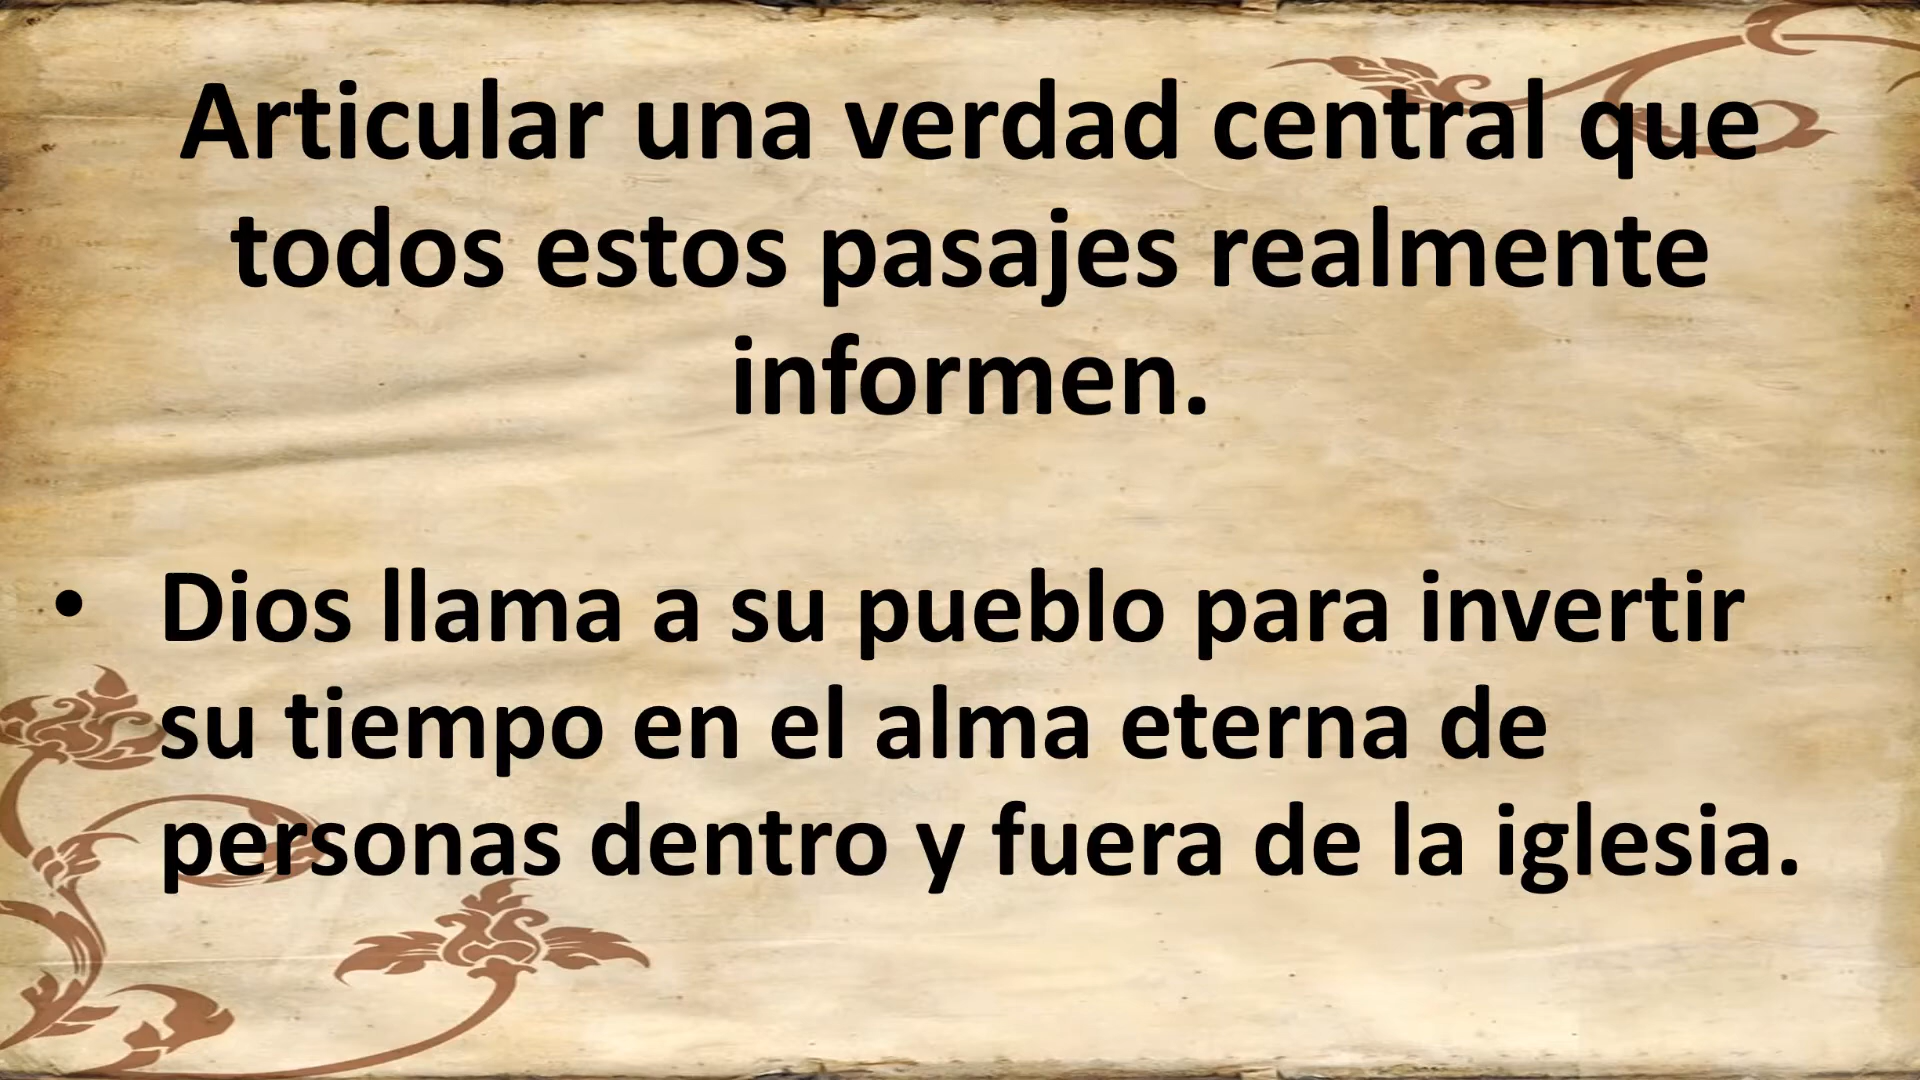 Articular una verdad central que
todos estos pasajes realmente
informen.
• Dios llama a su pueblo para invertir
su tiempo en el alma eterna de
personas dentro y fuera de la iglesia.